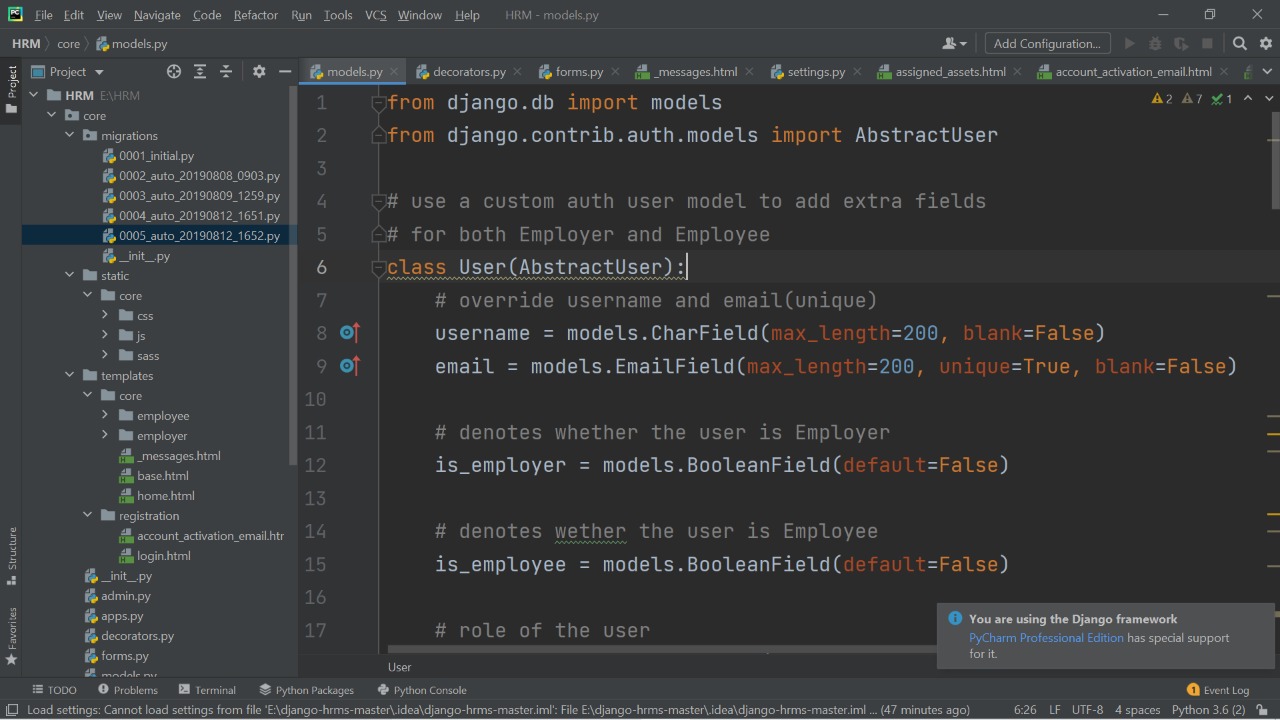 File Edit View Navigate Code Refactor Run Tools VCS Window Help HRM - models.py
HRM core models.py Add Configuration...
Project
Project
models.py decorators.py forms.py _messages.html settings.py assigned_assets.html account_activation_email.html
HRM E:\HRM
core
migrations
0001_initial.py
0002_auto_20190808_0903.py
0003_auto_20190809_1259.py
0004_auto_20190812_1651.py
0005_auto_20190812_1652.py
__init__.py
static
core
css
js
sass
templates
core
employee
employer
_messages.html
base.html
home.html
registration
account_activation_email.htr
login.html
__init__.py
admin.py
apps.py
decorators.py
forms.py
models.py
Structure
Favorites
2 7 1
1 from django.db import models
2 from django.contrib.auth.models import AbstractUser
3
4 # use a custom auth user model to add extra fields
5 # for both Employer and Employee
6 class User(AbstractUser):
7 # override username and email(unique)
8 username = models.CharField(max_length=200, blank=False)
9 email = models.EmailField(max_length=200, unique=True, blank=False)
10
11 # denotes whether the user is Employer
12 is_employer = models.BooleanField(default=False)
13
14 # denotes wether the user is Employee
15 is_employee = models.BooleanField(default=False)
16
17 # role of the user
User
You are using the Django framework
PyCharm Professional Edition has special support
for it.
TODO Problems Terminal Python Packages Python Console 1 Event Log
Load settings: Cannot load settings from file 'E:\django-hrms-master\.idea\django-hrms-master.iml': File E:\django-hrms-master\.idea\django-hrms-master.iml ... (47 minutes ago) 6:26 LF UTF-8 4 spaces Python 3.6 (2)